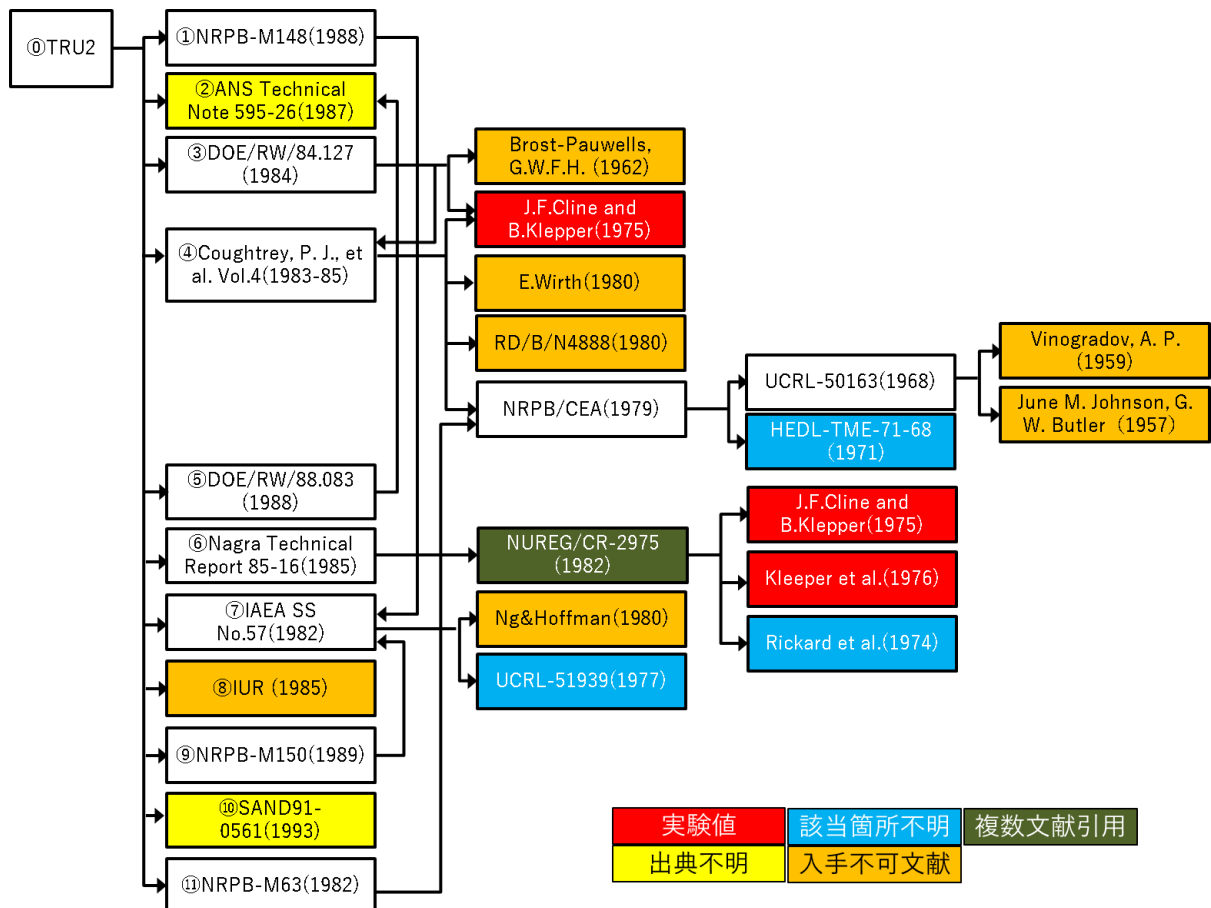 ⓪TRU2
①NRPB-M148(1988)
②ANS Technical
Note 595-26(1987)
③DOE/RW/84.127
(1984)
④Coughtrey, P. J., et
al. Vol.4(1983-85)
⑤DOE/RW/88.083
(1988)
⑥Nagra Technical
Report 85-16(1985)
⑦IAEA SS
No.57(1982)
⑧IUR (1985)
⑨NRPB-M150(1989)
⑩SAND91-
0561(1993)
⑪NRPB-M63(1982)
Brost-Pauwells,
G.W.F.H. (1962)
J.F.Cline and
B.Klepper(1975)
E.Wirth(1980)
RD/B/N4888(1980)
NRPB/CEA(1979)
NUREG/CR-2975
(1982)
Ng&Hoffman(1980)
UCRL-51939(1977)
UCRL-50163(1968)
HEDL-TME-71-68
(1971)
J.F.Cline and
B.Klepper(1975)
Kleeper et al.(1976)
Rickard et al.(1974)
Vinogradov, A. P.
(1959)
June M. Johnson, G.
W. Butler (1957)
実験値
該当箇所不明
複数文献引用
出典不明
入手不可文献